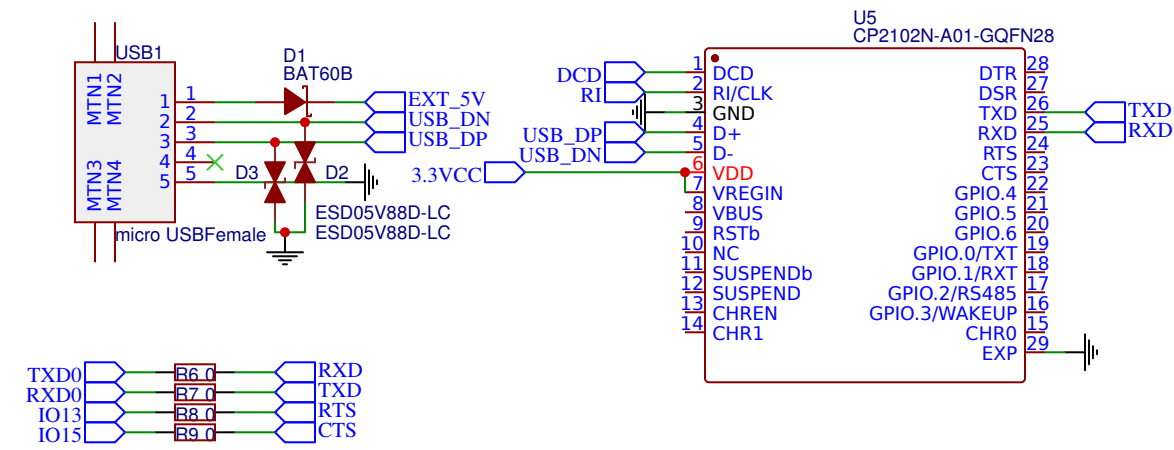 USB1
MTN1
MTN2
MTN3
MTN4
1
2
3
4
5
1
2
3
4
5
micro USBFemale
D1
BAT60B
EXT_5V
USB_DN
USB_DP
D3
D2
ESD05V88D-LC
ESD05V88D-LC
U5
CP2102N-A01-GQFN28
DCD
RI
USB_DP
USB_DN
3.3VCC
1 DCD
2 RI/CLK
3 GND
4 D+
5 D-
6 VDD
7 VREGIN
8 VBUS
9 RSTb
10 NC
11 SUSPENDb
12 SUSPEND
13 CHREN
14 CHR1
DTR 28
DSR 27
TXD 26
RXD 25
RTS 24
CTS 23
GPIO.4 22
GPIO.5 21
GPIO.6 20
GPIO.0/TXT 19
GPIO.1/RXT 18
GPIO.2/RS485 17
GPIO.3/WAKEUP 16
CHR0 15
EXP 29
TXD
RXD
TXD0 R6 0 RXD
RXD0 R7 0 TXD
IO13 R8 0 RTS
IO15 R9 0 CTS